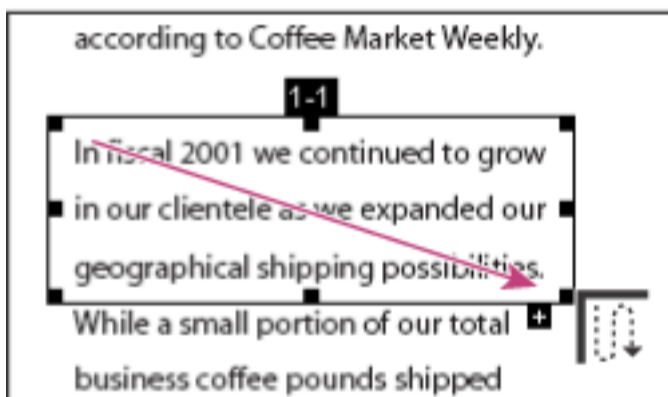 according to Coffee Market Weekly.
1-1
In fiscal 2001 we continued to grow
in our clientele as we expanded our
geographical shipping possibilities.
While a small portion of our total
business coffee pounds shipped